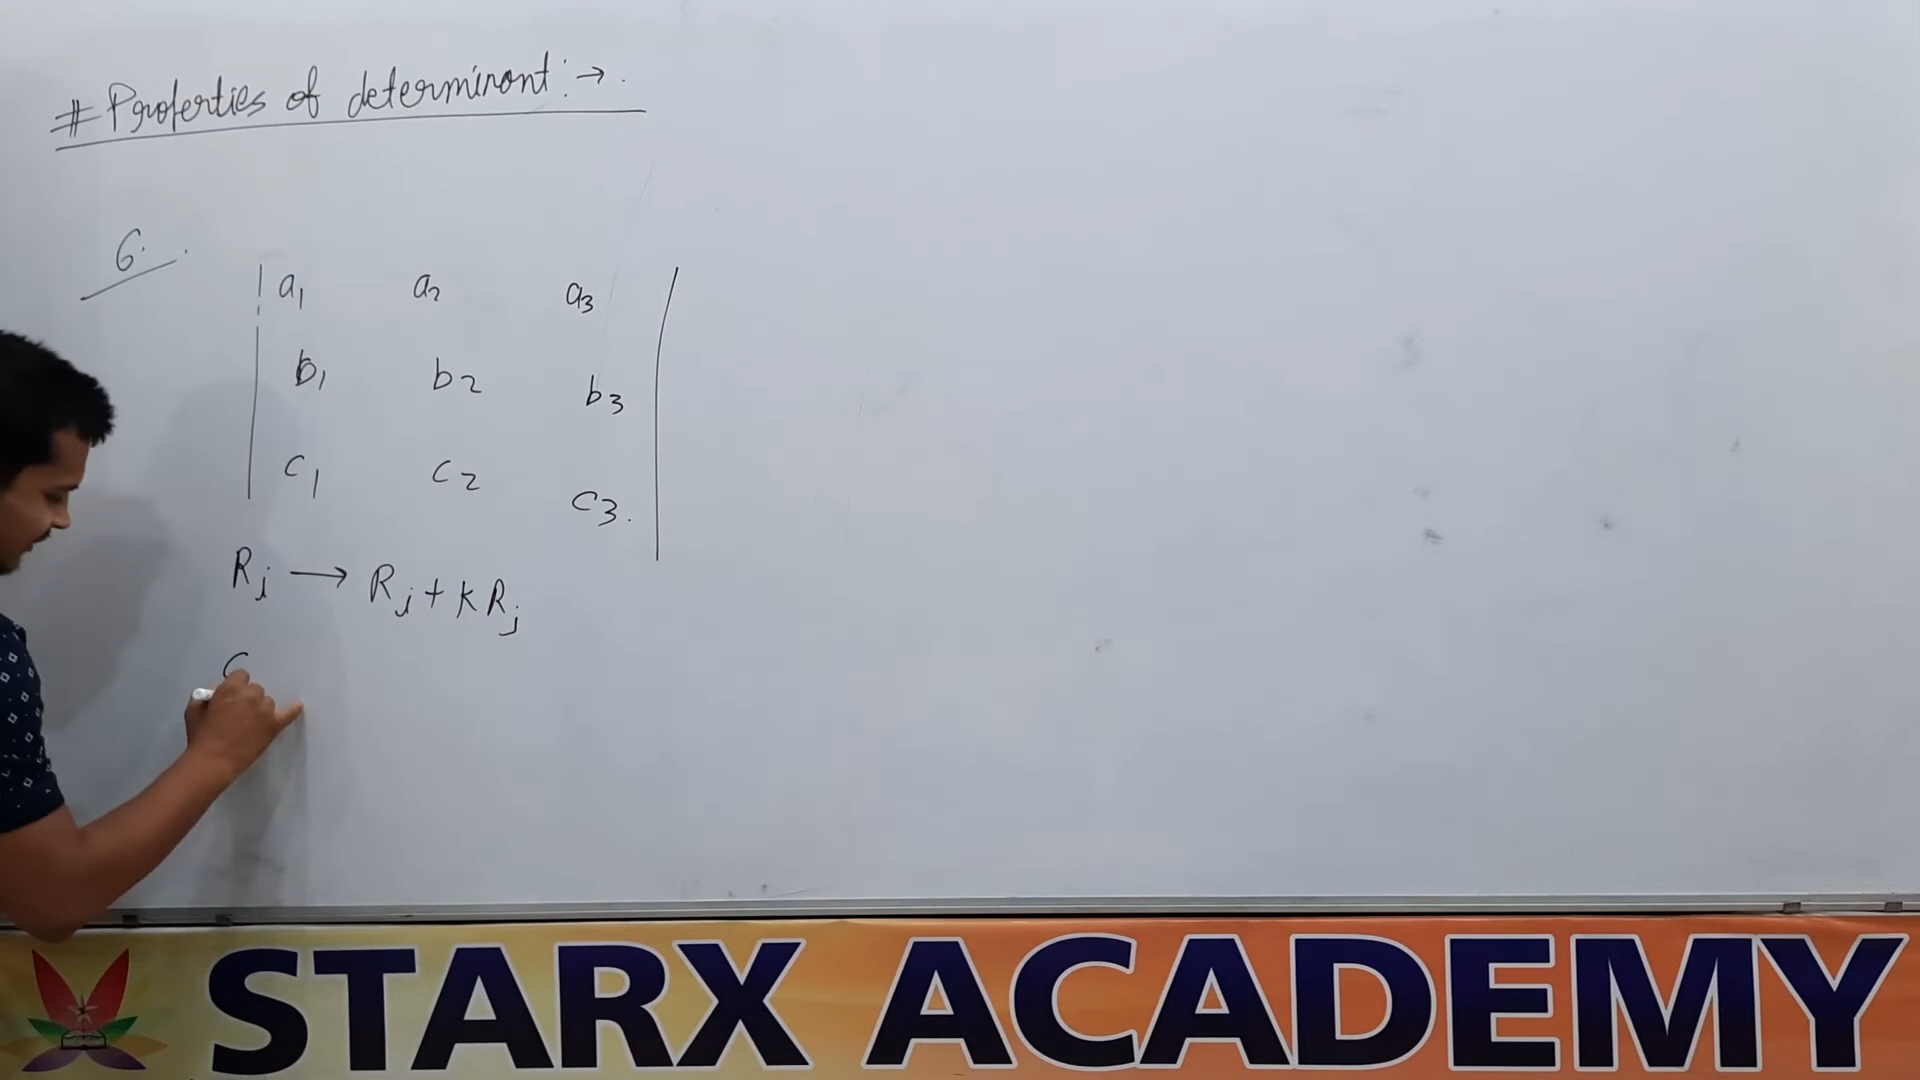 # Properties of determinant :→ .
6.
| a₁ a₂ a₃ |
| b₁ b₂ b₃ |
| c₁ c₂ c₃. |
Rᵢ → Rᵢ + k Rⱼ
C
STARX ACADEMY